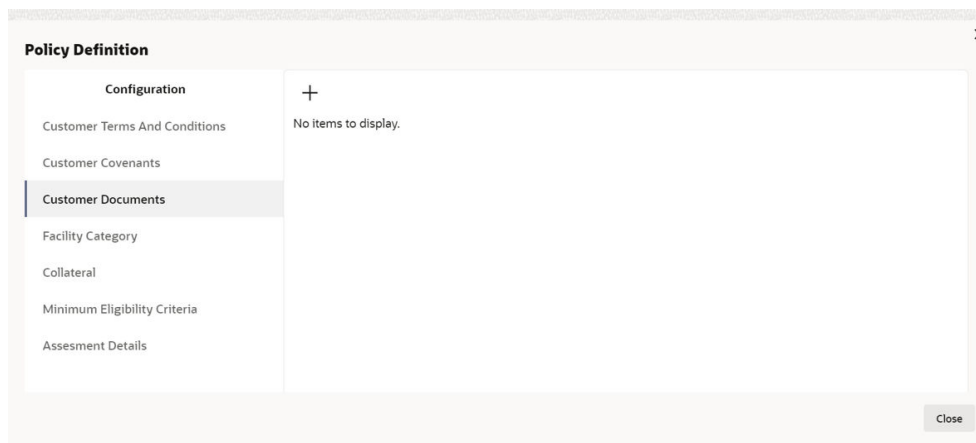 Policy Definition
Configuration
Customer Terms And Conditions
Customer Covenants
Customer Documents
Facility Category
Collateral
Minimum Eligibility Criteria
Assesment Details
No items to display.
Close